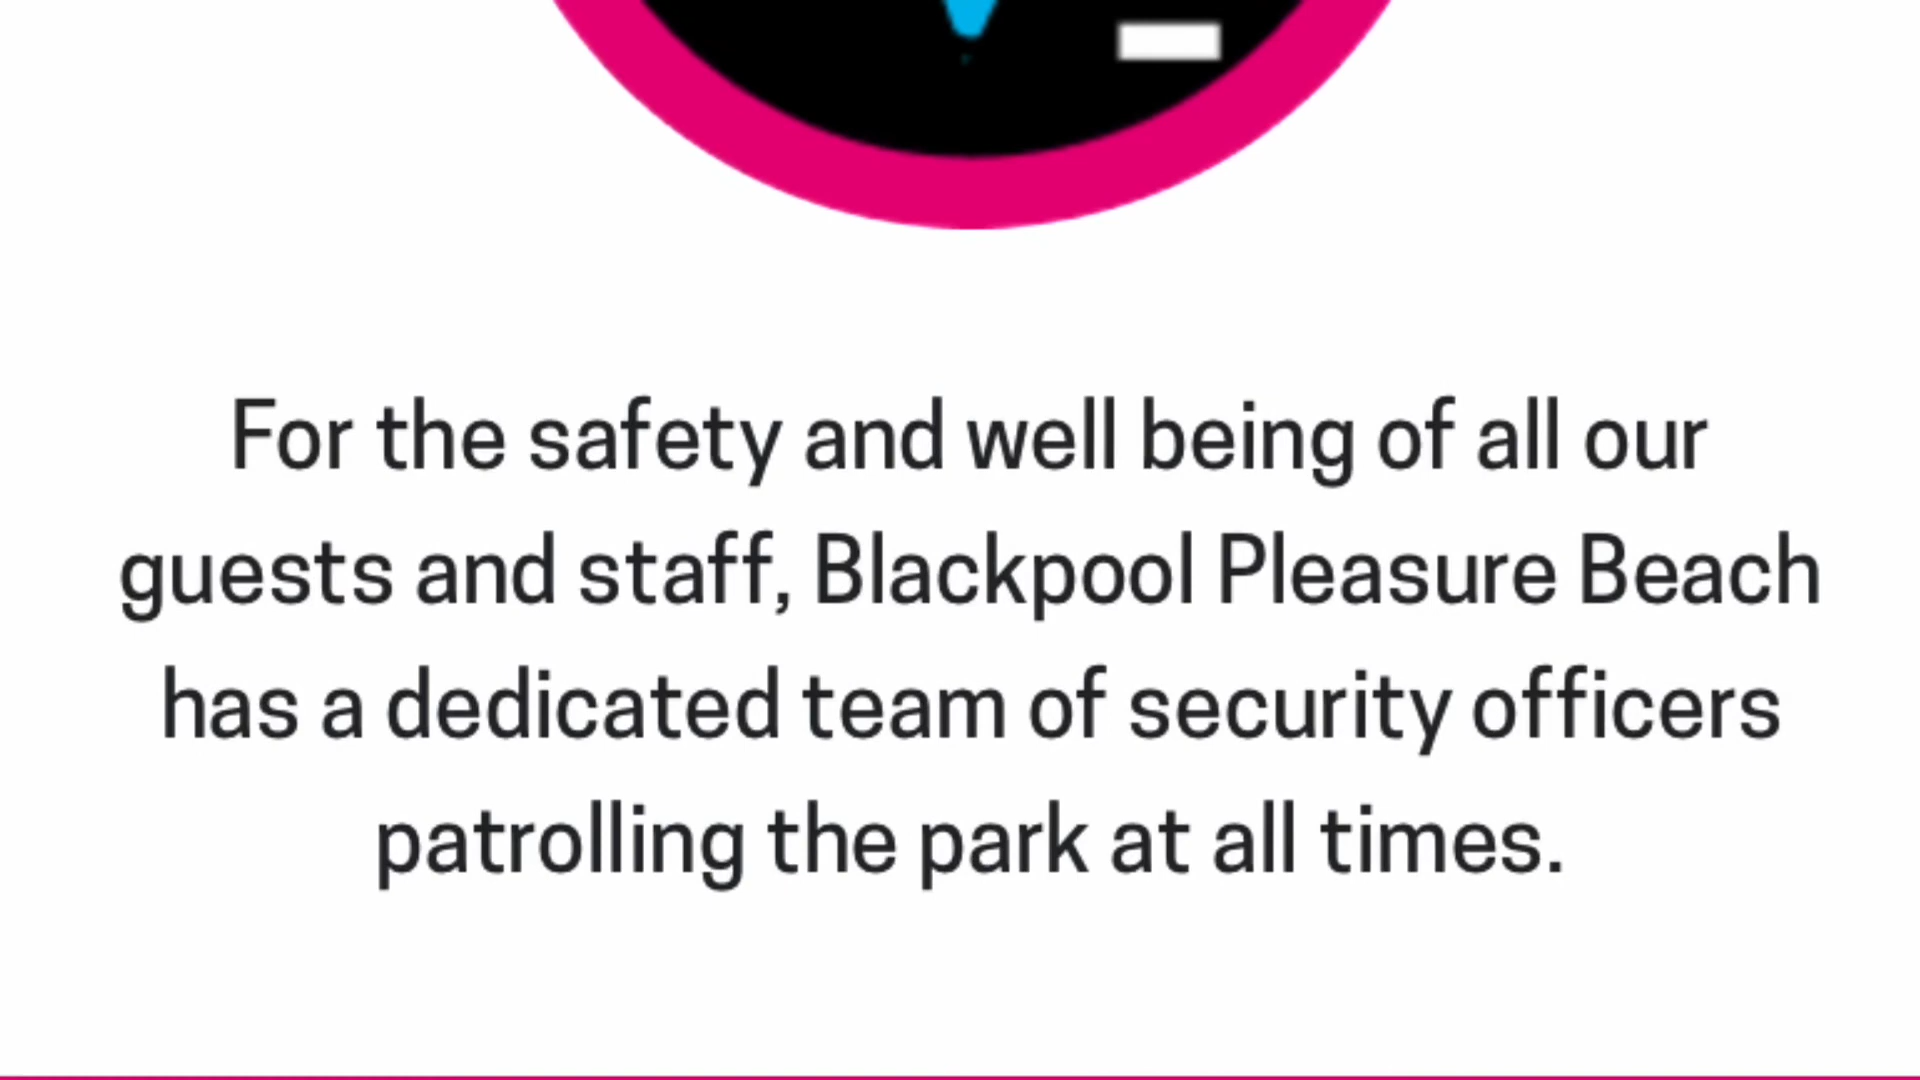 For the safety and well being of all our
guests and staff, Blackpool Pleasure Beach
has a dedicated team of security officers
patrolling the park at all times.